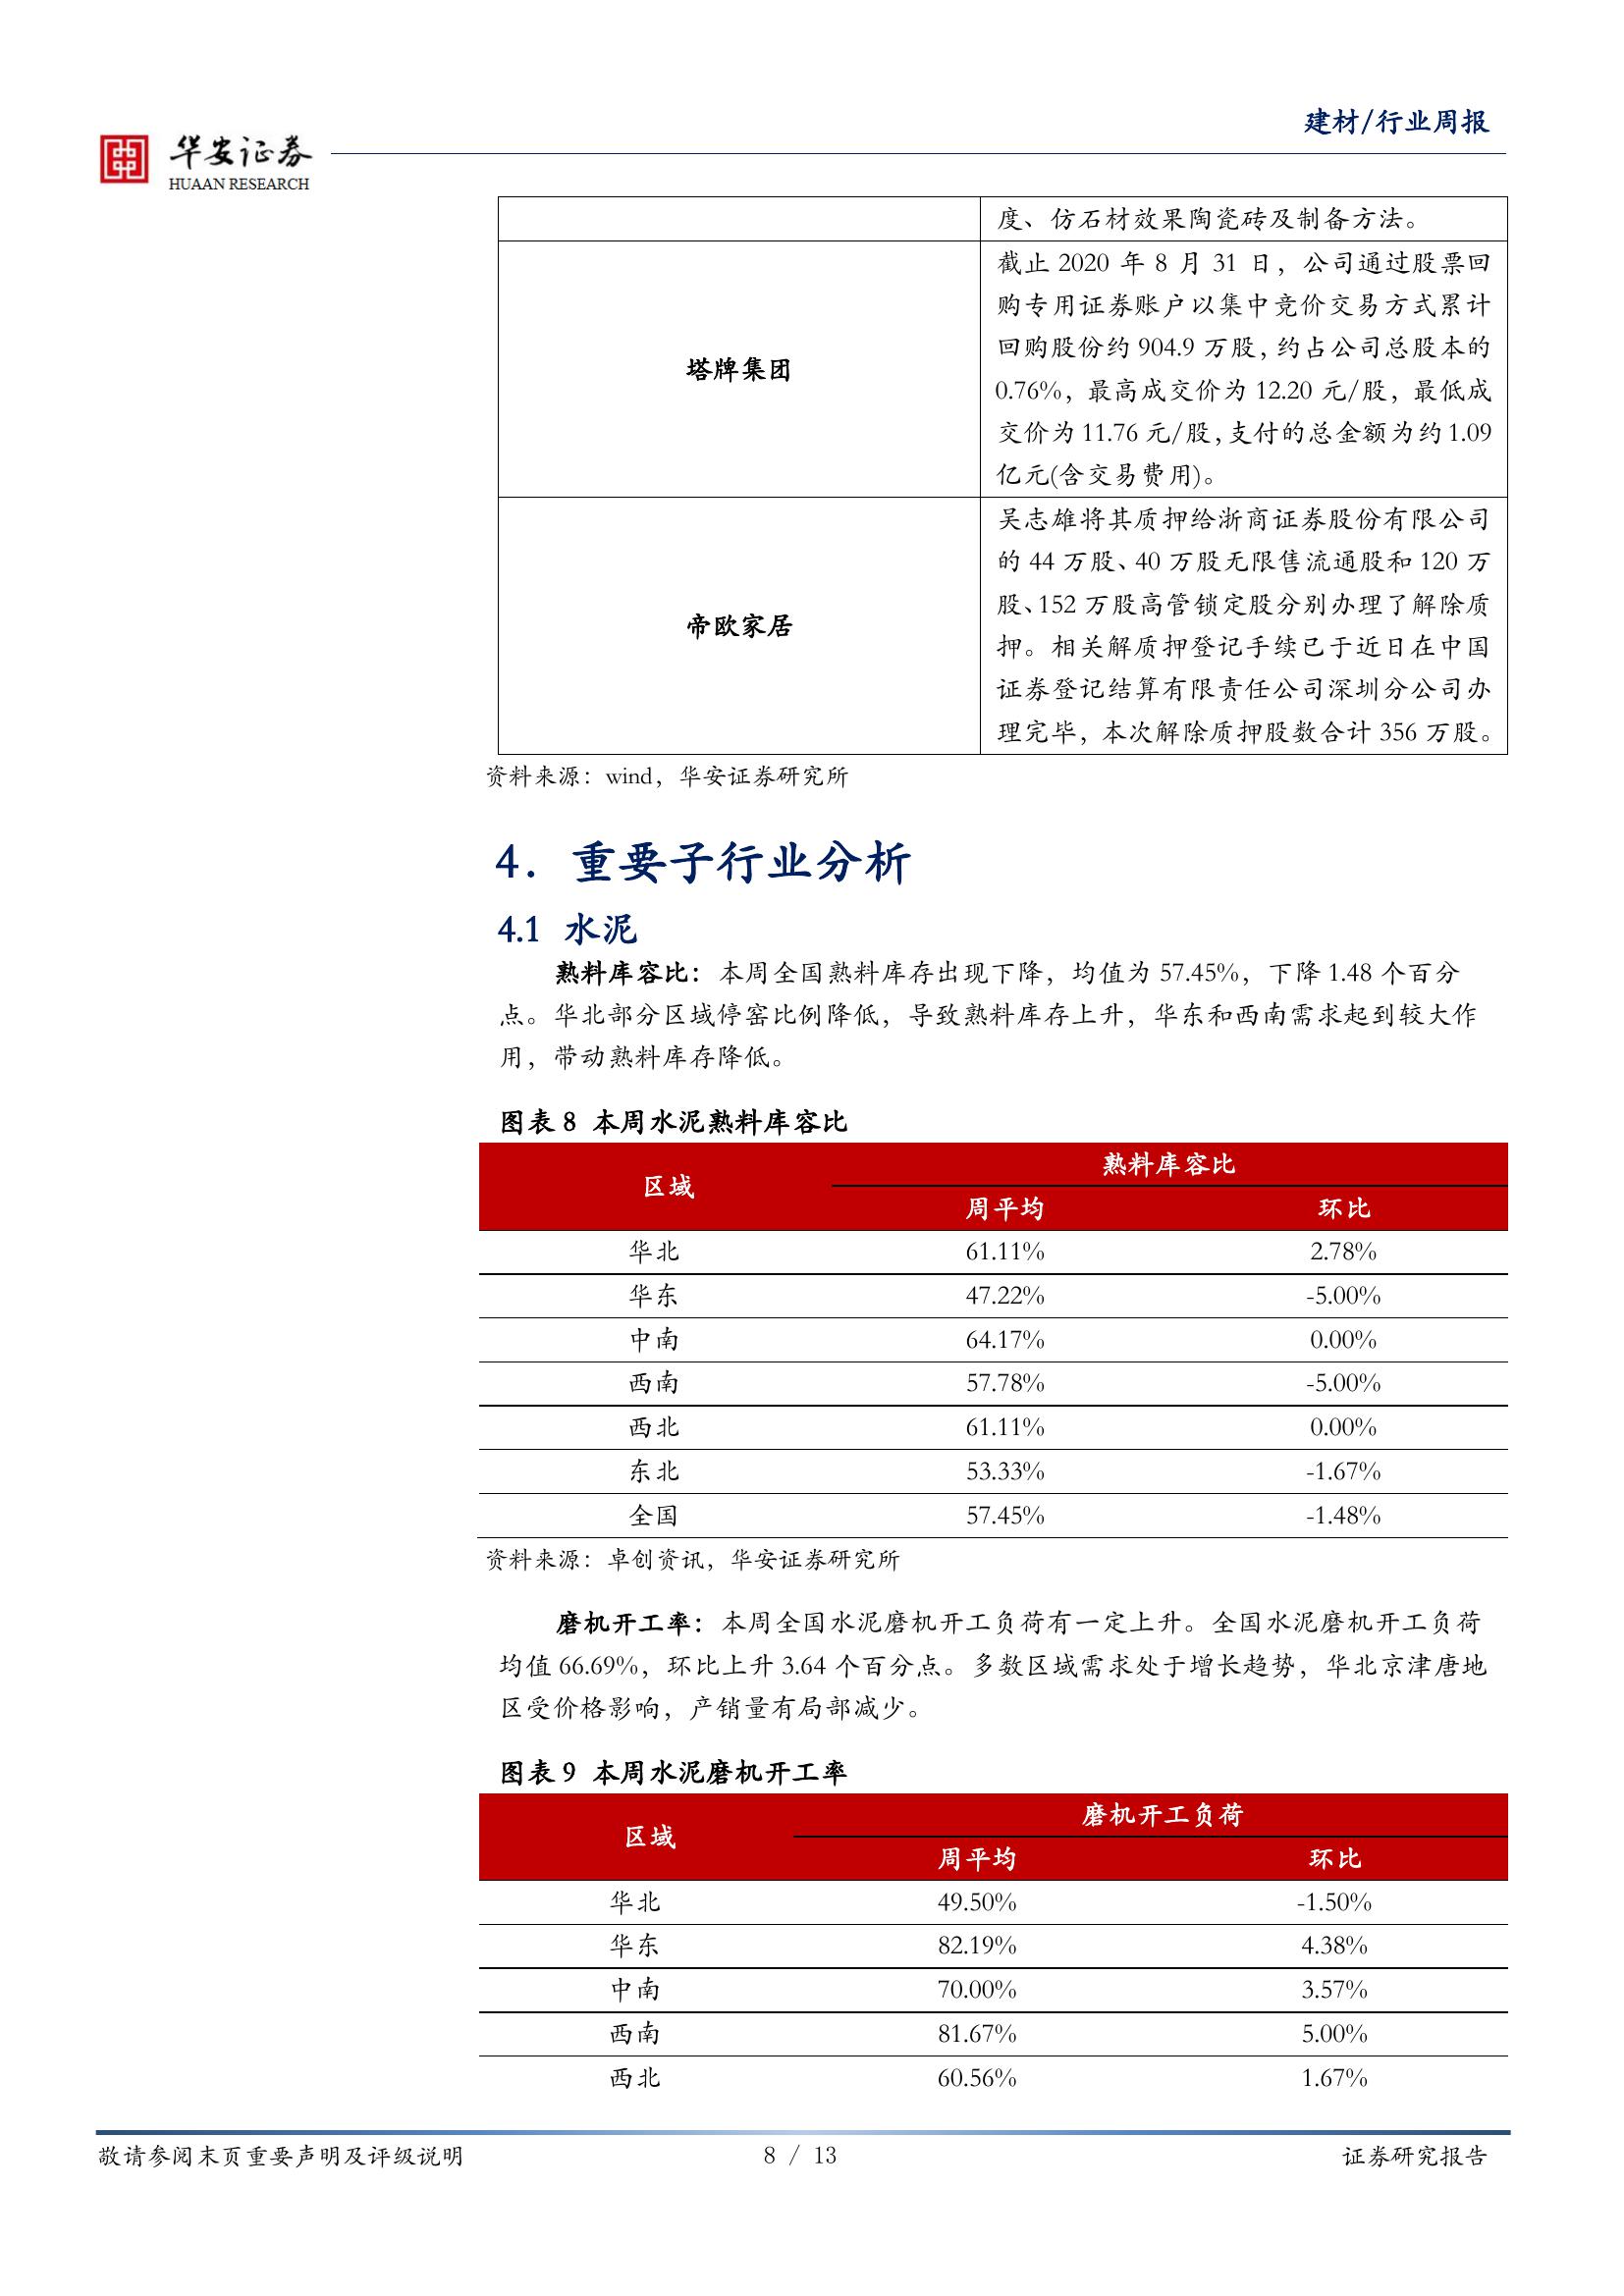 建材/行业周报
华安证券
HUAAN RESEARCH
度、仿石材效果陶瓷砖及制备方法。
塔牌集团
截止 2020 年 8 月 31 日，公司通过股票回
购专用证券账户以集中竞价交易方式累计
回购股份约 904.9 万股，约占公司总股本的
0.76%，最高成交价为 12.20 元/股，最低成
交价为 11.76 元/股，支付的总金额为约 1.09
亿元(含交易费用)。
帝欧家居
吴志雄将其质押给浙商证券股份有限公司
的 44 万股、40 万股无限售流通股和 120 万
股、152 万股高管锁定股分别办理了解除质
押。相关解质押登记手续已于近日在中国
证券登记结算有限责任公司深圳分公司办
理完毕，本次解除质押股数合计 356 万股。
资料来源：wind，华安证券研究所
4. 重要子行业分析
4.1 水泥
熟料库容比：本周全国熟料库存出现下降，均值为 57.45%，下降 1.48 个百分
点。华北部分区域停窑比例降低，导致熟料库存上升，华东和西南需求起到较大作
用，带动熟料库存降低。
图表 8 本周水泥熟料库容比
区域 熟料库容比
周平均 环比
华北 61.11% 2.78%
华东 47.22% -5.00%
中南 64.17% 0.00%
西南 57.78% -5.00%
西北 61.11% 0.00%
东北 53.33% -1.67%
全国 57.45% -1.48%
资料来源：卓创资讯，华安证券研究所
磨机开工率：本周全国水泥磨机开工负荷有一定上升。全国水泥磨机开工负荷
均值 66.69%，环比上升 3.64 个百分点。多数区域需求处于增长趋势，华北京津唐地
区受价格影响，产销量有局部减少。
图表 9 本周水泥磨机开工率
区域 磨机开工负荷
周平均 环比
华北 49.50% -1.50%
华东 82.19% 4.38%
中南 70.00% 3.57%
西南 81.67% 5.00%
西北 60.56% 1.67%
敬请参阅末页重要声明及评级说明 8 / 13 证券研究报告